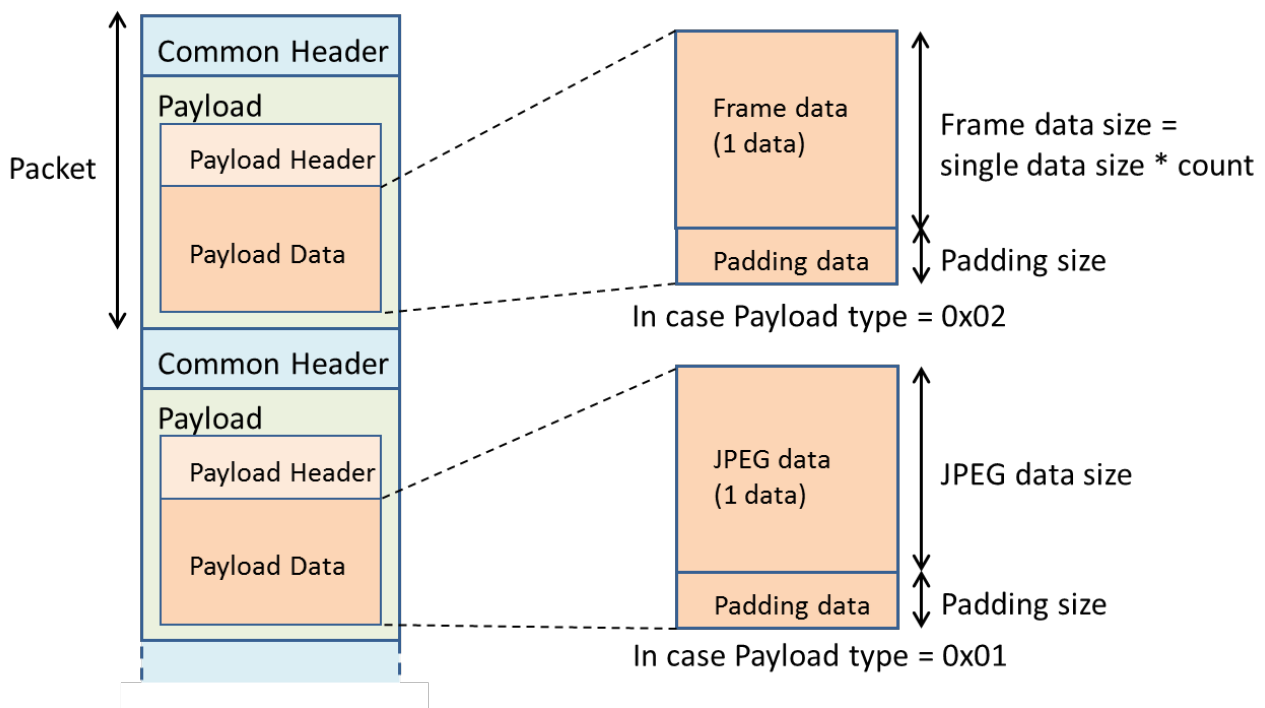 Common Header
Payload
Payload Header
Packet
Payload Data
Frame data
(1 data)
Frame data size =
single data size * count
Padding data
Padding size
In case Payload type = 0x02
Common Header
Payload
Payload Header
Payload Data
JPEG data
(1 data)
JPEG data size
Padding data
Padding size
In case Payload type = 0x01